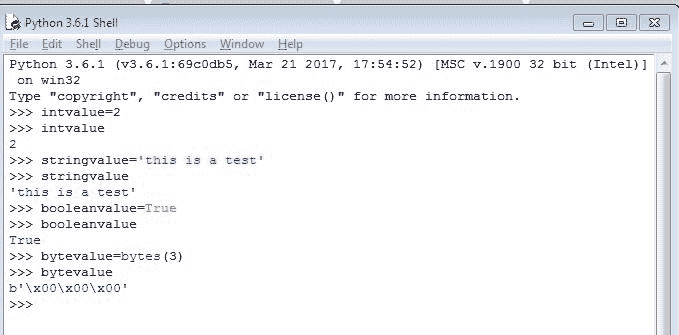 Python 3.6.1 Shell
File Edit Shell Debug Options Window Help
Python 3.6.1 (v3.6.1:69c0db5, Mar 21 2017, 17:54:52) [MSC v.1900 32 bit (Intel)]
on win32
Type "copyright", "credits" or "license()" for more information.
>>> intvalue=2
>>> intvalue
2
>>> stringvalue='this is a test'
>>> stringvalue
'this is a test'
>>> booleanvalue=True
>>> booleanvalue
True
>>> bytevalue=bytes(3)
>>> bytevalue
b'\x00\x00\x00'
>>>